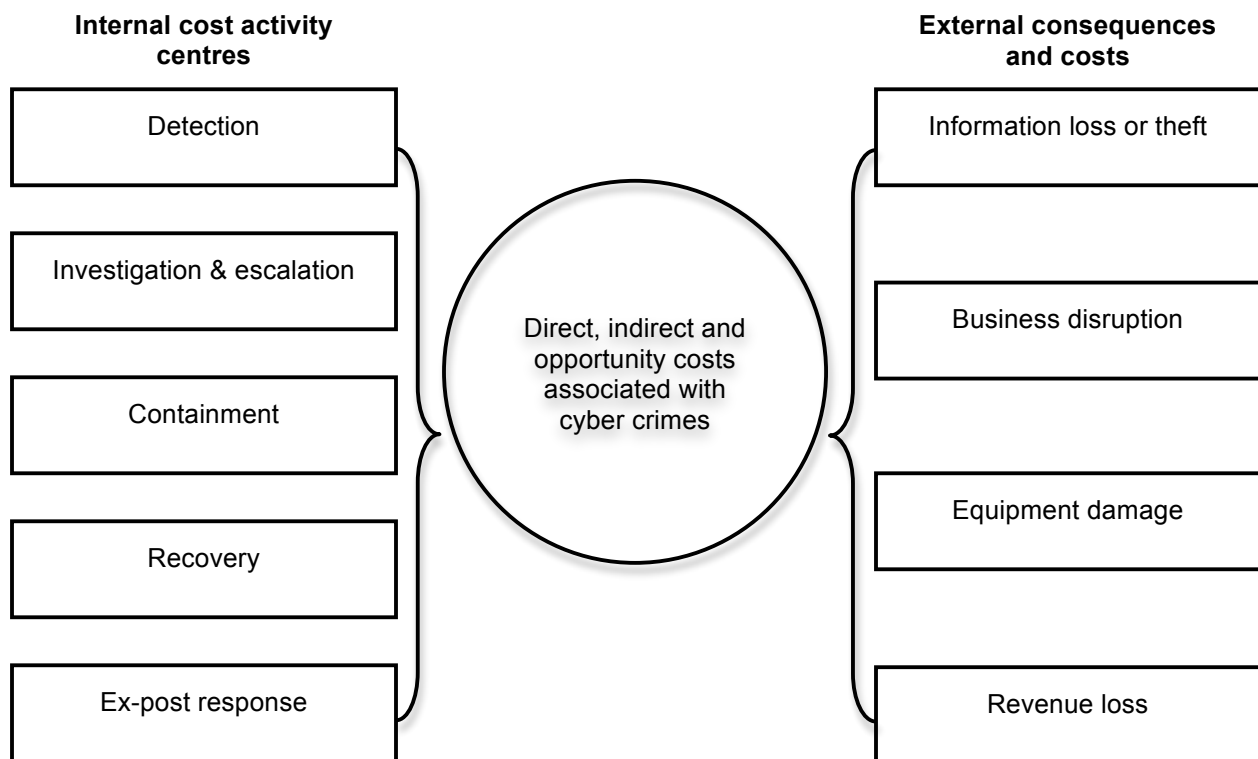 Internal cost activity
centres
Detection
Investigation & escalation
Containment
Recovery
Ex-post response
Direct, indirect and
opportunity costs
associated with
cyber crimes
External consequences
and costs
Information loss or theft
Business disruption
Equipment damage
Revenue loss